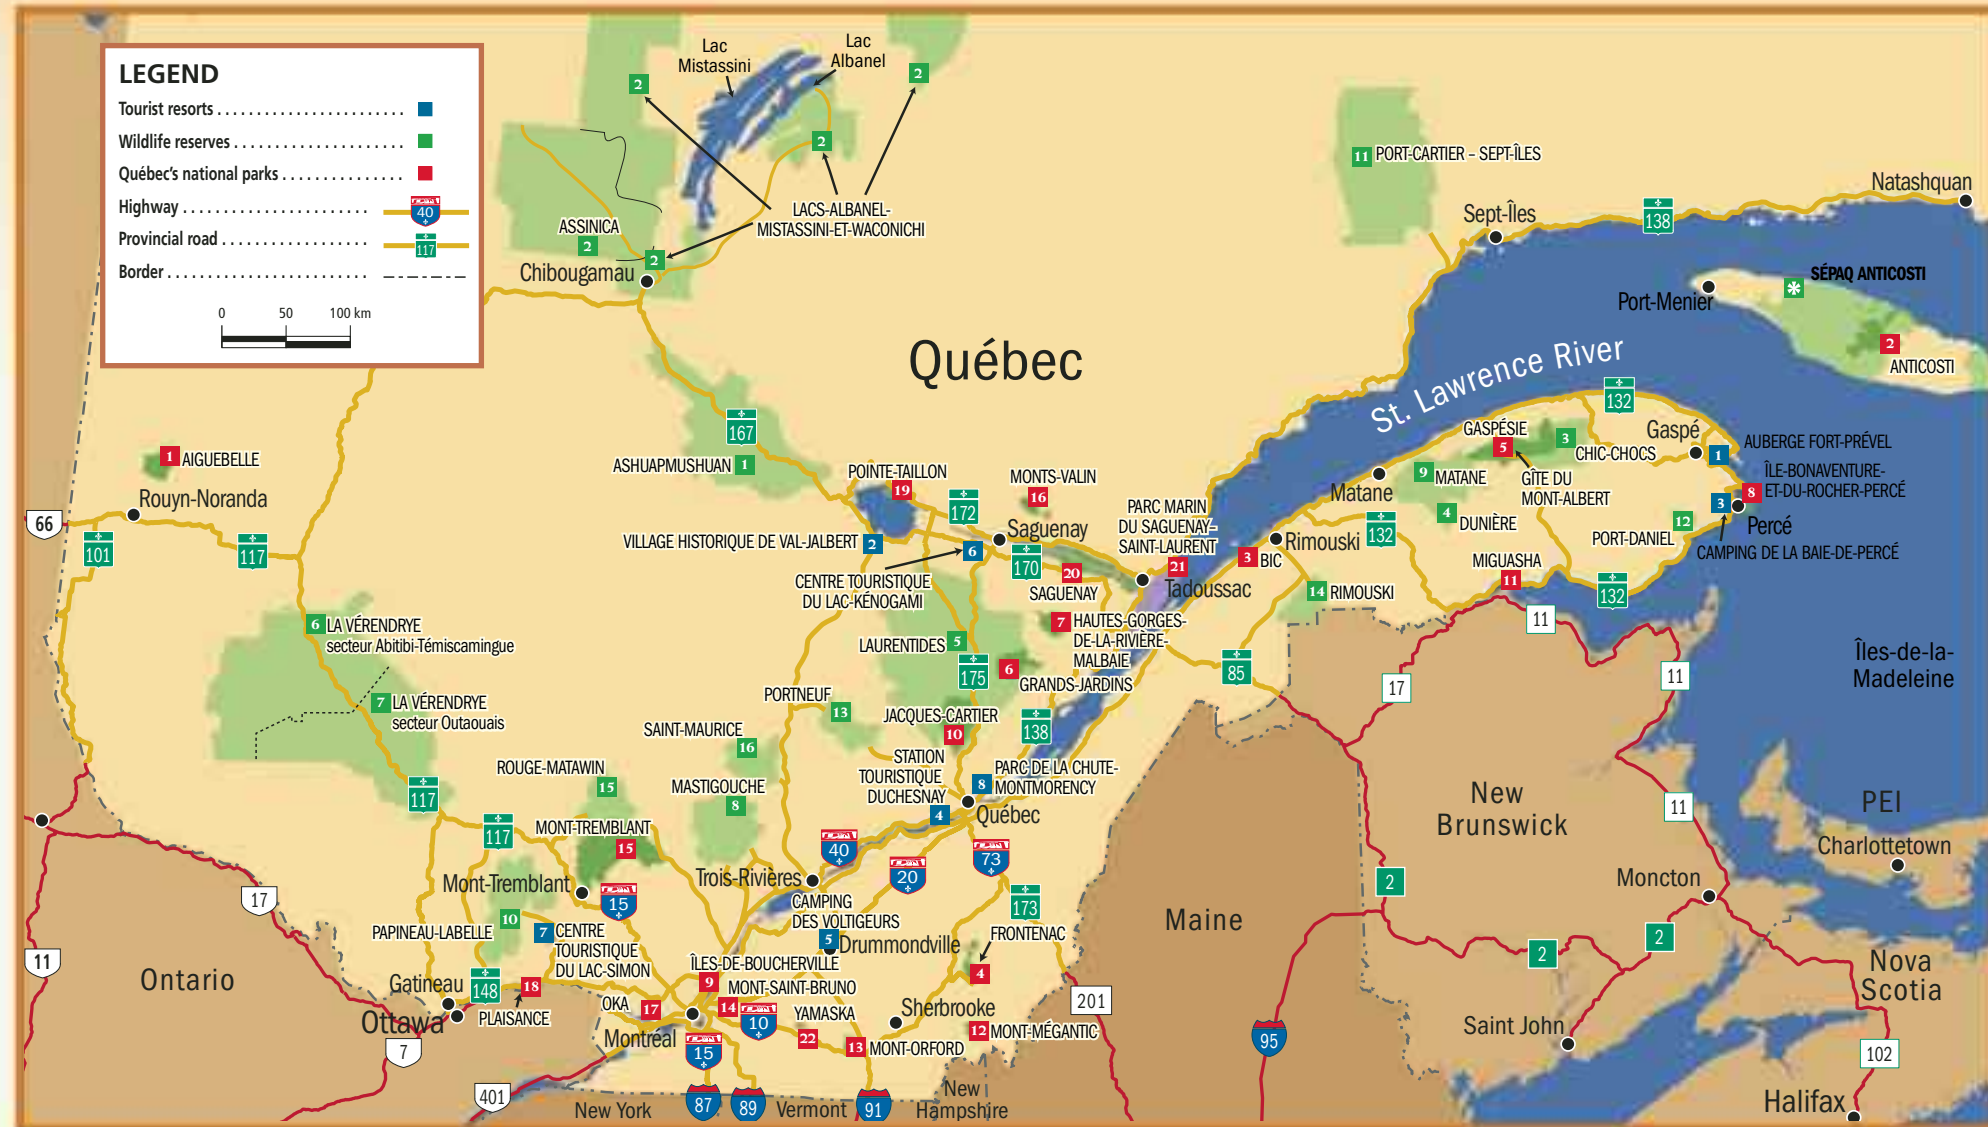 LEGEND
Tourist resorts
Wildlife reserves
Québec's national parks
Highway
40
Provincial road
117
Border
0 50 100 km
Lac
Mistassini
Lac
Albanel
2
2
2
2
2
LACS-ALBANEL-
MISTASSINI-ET-WACONICHI
ASSINICA
Chibougamau
11 PORT-CARTIER – SEPT-ÎLES
Sept-Îles
138
Natashquan
Port-Menier
SÉPAQ ANTICOSTI
2
ANTICOSTI
Québec
St. Lawrence River
167
ASHUAPMUSHUAN 1
1 AIGUEBELLE
Rouyn-Noranda
66
101
117
POINTE-TAILLON
19
172
MONTS-VALIN
16
Saguenay
VILLAGE HISTORIQUE DE VAL-JALBERT 2
6
CENTRE TOURISTIQUE
DU LAC-KÉNOGAMI
170
20
SAGUENAY
PARC MARIN
DU SAGUENAY–
SAINT-LAURENT
21
Tadoussac
3 BIC
Rimouski
132
14 RIMOUSKI
Matane
9 MATANE
4 DUNIÈRE
GASPÉSIE
5
3
CHIC-CHOCS
GÎTE DU
MONT-ALBERT
132
Gaspé
1
AUBERGE FORT-PRÉVEL
ÎLE-BONAVENTURE-
ET-DU-ROCHER-PERCÉ
8
3
Percé
12
PORT-DANIEL
CAMPING DE LA BAIE-DE-PERCÉ
MIGUASHA
11
132
11
11
11
17
85
Îles-de-la-
Madeleine
6 LA VÉRENDRYE
secteur Abitibi-Témiscamingue
7 LA VÉRENDRYE
secteur Outaouais
117
117
LAURENTIDES 5
175
7 HAUTES-GORGES-
DE-LA-RIVIÈRE-
MALBAIE
6
GRANDS-JARDINS
138
PORTNEUF
13
JACQUES-CARTIER
10
SAINT-MAURICE
16
MASTIGOUCHE
8
ROUGE-MATAWIN
15
MONT-TREMBLANT
15
STATION
TOURISTIQUE
DUCHESNAY
4
8
PARC DE LA CHUTE-
MONTMORENCY
Québec
40
20
73
173
Trois-Rivières
Mont-Tremblant
15
CAMPING
DES VOLTIGEURS
5
Drummondville
FRONTENAC
4
PAPINEAU-LABELLE
10
7 CENTRE
TOURISTIQUE
DU LAC-SIMON
Gatineau
148
18
PLAISANCE
Ottawa
OKA 17
Montréal
ÎLES-DE-BOUCHERVILLE
9
14 MONT-SAINT-BRUNO
10
YAMASKA
22
13 MONT-ORFORD
Sherbrooke
12 MONT-MÉGANTIC
15
Ontario
17
11
7
401
New York
87
89
Vermont
91
New
Hampshire
201
95
Maine
New
Brunswick
2
2
2
Moncton
Saint John
PEI
Charlottetown
Nova
Scotia
102
Halifax